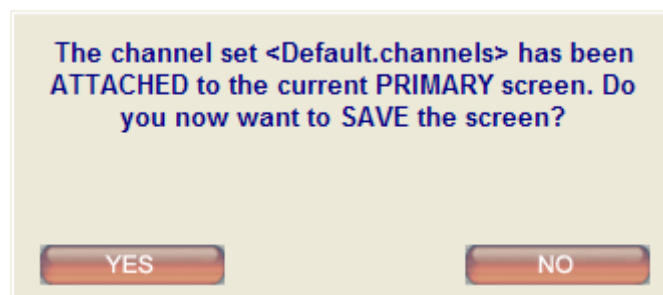 The channel set <Default.channels> has been
ATTACHED to the current PRIMARY screen. Do
you now want to SAVE the screen?
YES
NO